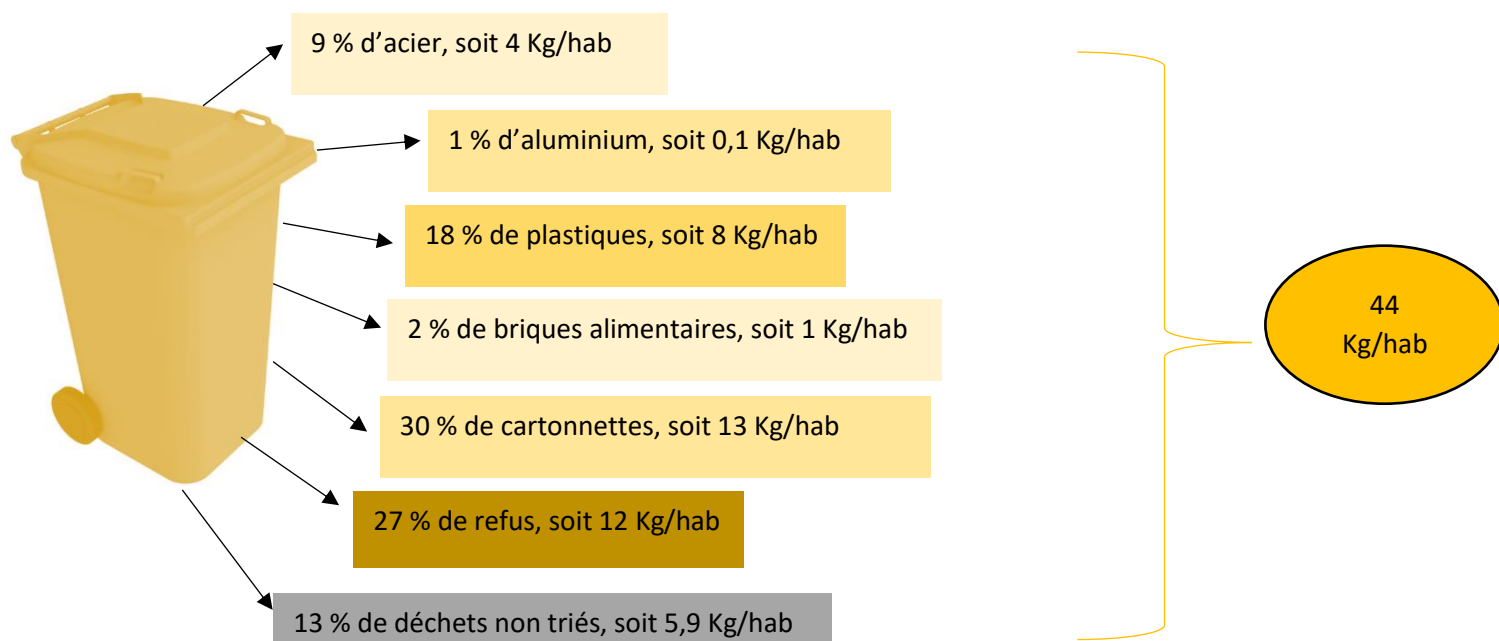 9 % d’acier, soit 4 Kg/hab
1 % d’aluminium, soit 0,1 Kg/hab
18 % de plastiques, soit 8 Kg/hab
2 % de briques alimentaires, soit 1 Kg/hab
30 % de cartonnettes, soit 13 Kg/hab
27 % de refus, soit 12 Kg/hab
13 % de déchets non triés, soit 5,9 Kg/hab
44
Kg/hab